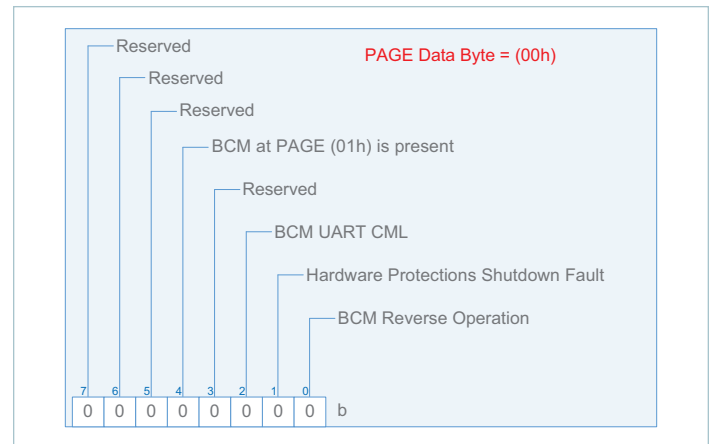 Reserved
PAGE Data Byte = (00h)
Reserved
Reserved
BCM at PAGE (01h) is present
Reserved
BCM UART CML
Hardware Protections Shutdown Fault
BCM Reverse Operation
7 6 5 4 3 2 1 0
0 0 0 0 0 0 0 0 b